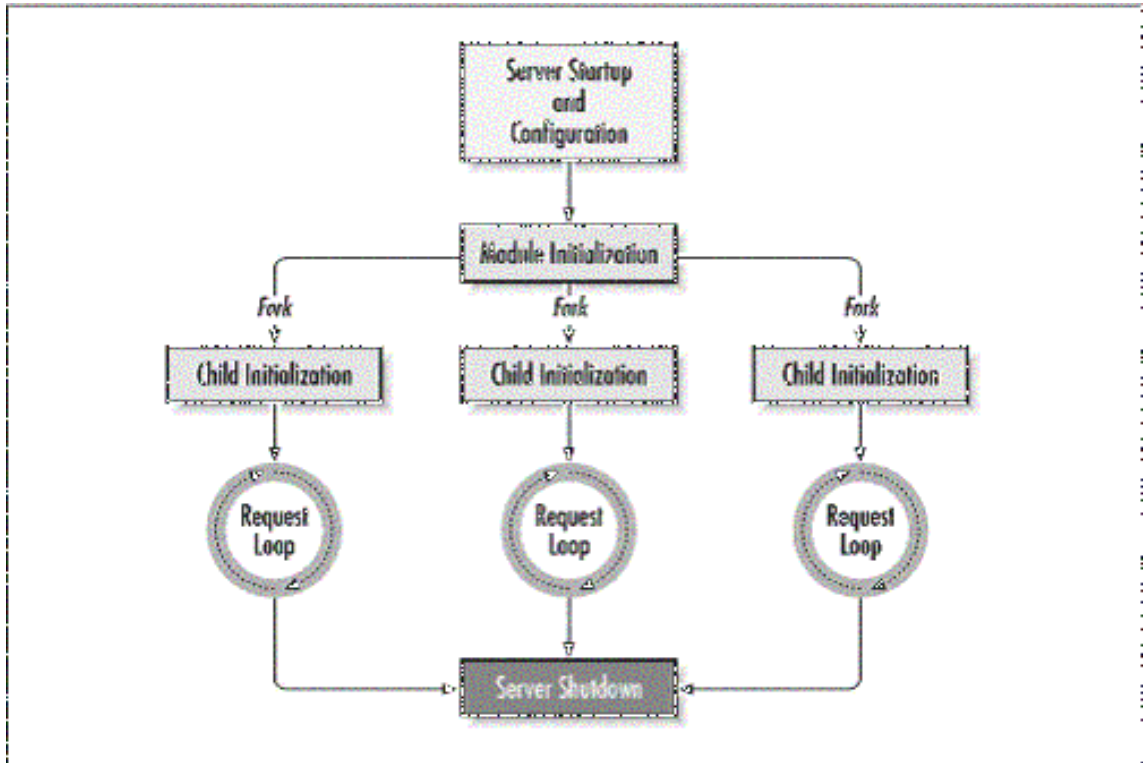 Server Startup
and
Configuration
Module Initialization
Fork
Fork
Fork
Child Initialization
Child Initialization
Child Initialization
Request
Loop
Request
Loop
Request
Loop
Server Shutdown